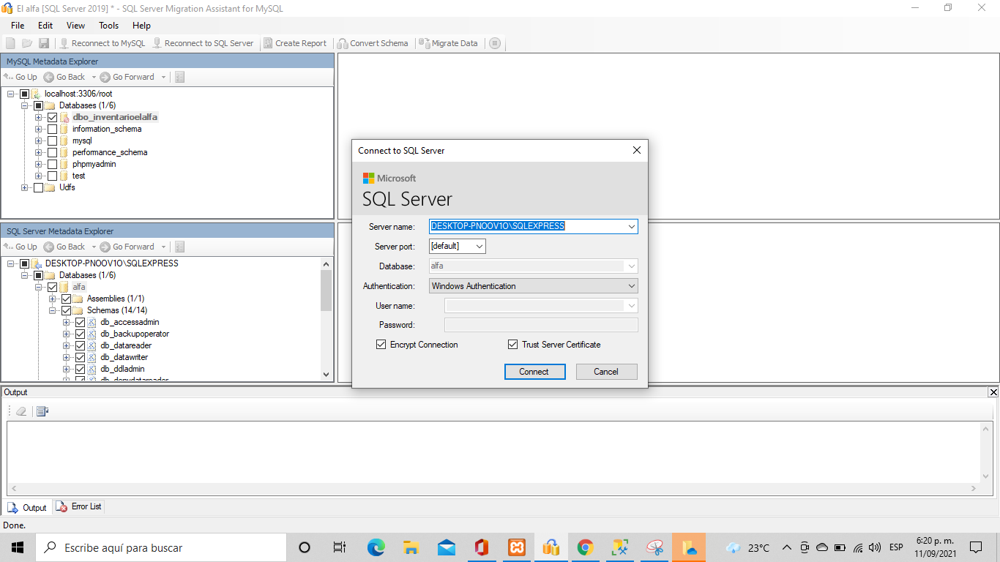 El alfa [SQL Server 2019] * - SQL Server Migration Assistant for MySQL
File Edit View Tools Help
Reconnect to MySQL Reconnect to SQL Server Create Report Convert Schema Migrate Data
MySQL Metadata Explorer
Go Up Go Back Go Forward
localhost:3306/root
Databases (1/6)
dbo_inventarioelalfa
information_schema
mysql
performance_schema
phpmyadmin
test
Udfs
SQL Server Metadata Explorer
Go Up Go Back Go Forward
DESKTOP-PNOOV1O\SQLEXPRESS
Databases (1/6)
alfa
Assemblies (1/1)
Schemas (14/14)
db_accessadmin
db_backupoperator
db_datareader
db_datawriter
db_ddladmin
db_denydatareader
Connect to SQL Server
Microsoft
SQL Server
Server name: DESKTOP-PNOOV1O\SQLEXPRESS
Server port: [default]
Database: alfa
Authentication: Windows Authentication
User name:
Password:
Encrypt Connection Trust Server Certificate
Connect Cancel
Output
Output Error List
Done.
Escribe aquí para buscar
23°C
ESP
6:20 p. m.
11/09/2021